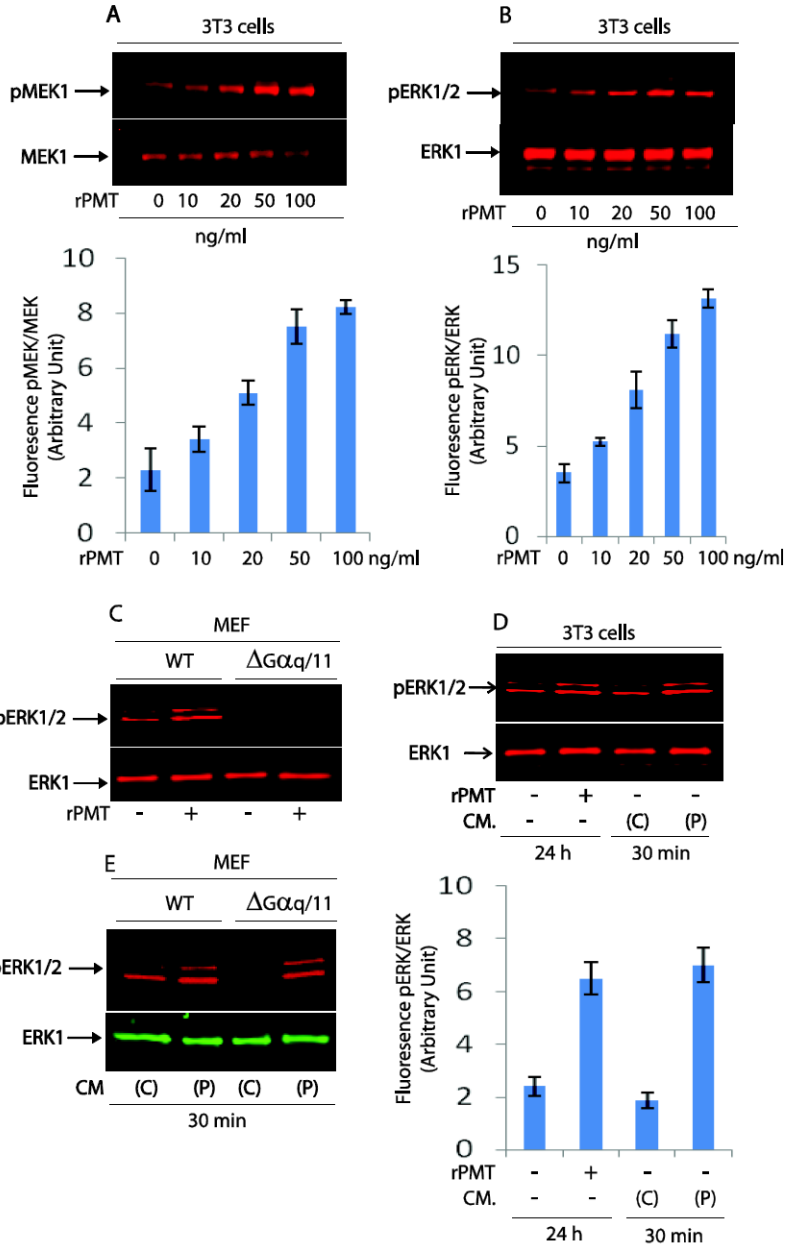 A
3T3 cells
pMEK1
MEK1
rPMT 0 10 20 50 100
ng/ml
10
8
6
4
2
0
Fluoresence pMEK/MEK
(Arbitrary Unit)
rPMT 0 10 20 50 100 ng/ml
B
3T3 cells
pERK1/2
ERK1
rPMT 0 10 20 50 100
ng/ml
15
10
5
0
Fluoresence pERK/ERK
(Arbitrary Unit)
rPMT 0 10 20 50 100 ng/ml
C
MEF
WT ΔGαq/11
pERK1/2
ERK1
rPMT - + - +
D
3T3 cells
pERK1/2
ERK1
rPMT - + - -
CM. - - (C) (P)
24 h 30 min
10
8
6
4
2
0
Fluoresence pERK/ERK
(Arbitrary Unit)
rPMT - + - -
CM. - - (C) (P)
24 h 30 min
E
MEF
WT ΔGαq/11
pERK1/2
ERK1
CM (C) (P) (C) (P)
30 min